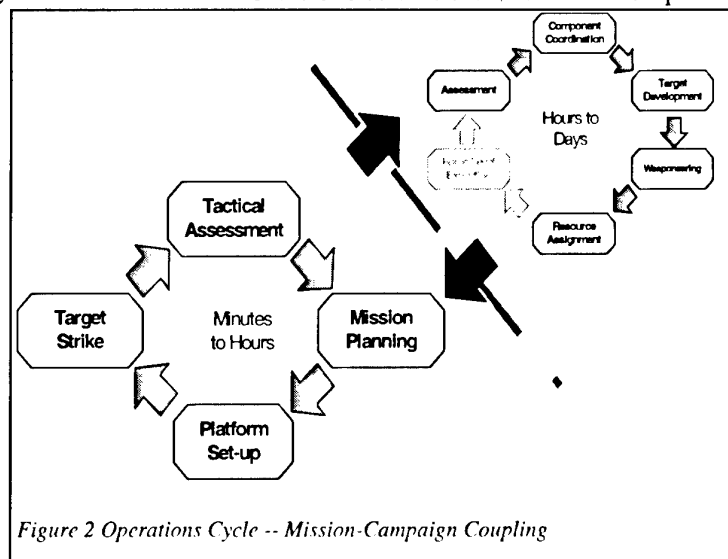 Component
Coordination
Assessment
Target
Development
Hours to
Days
Weaponeering
Resource
Assignment
Tactical
Assessment
Target
Strike
Minutes
to Hours
Mission
Planning
Platform
Set-up
Figure 2 Operations Cycle -- Mission-Campaign Coupling